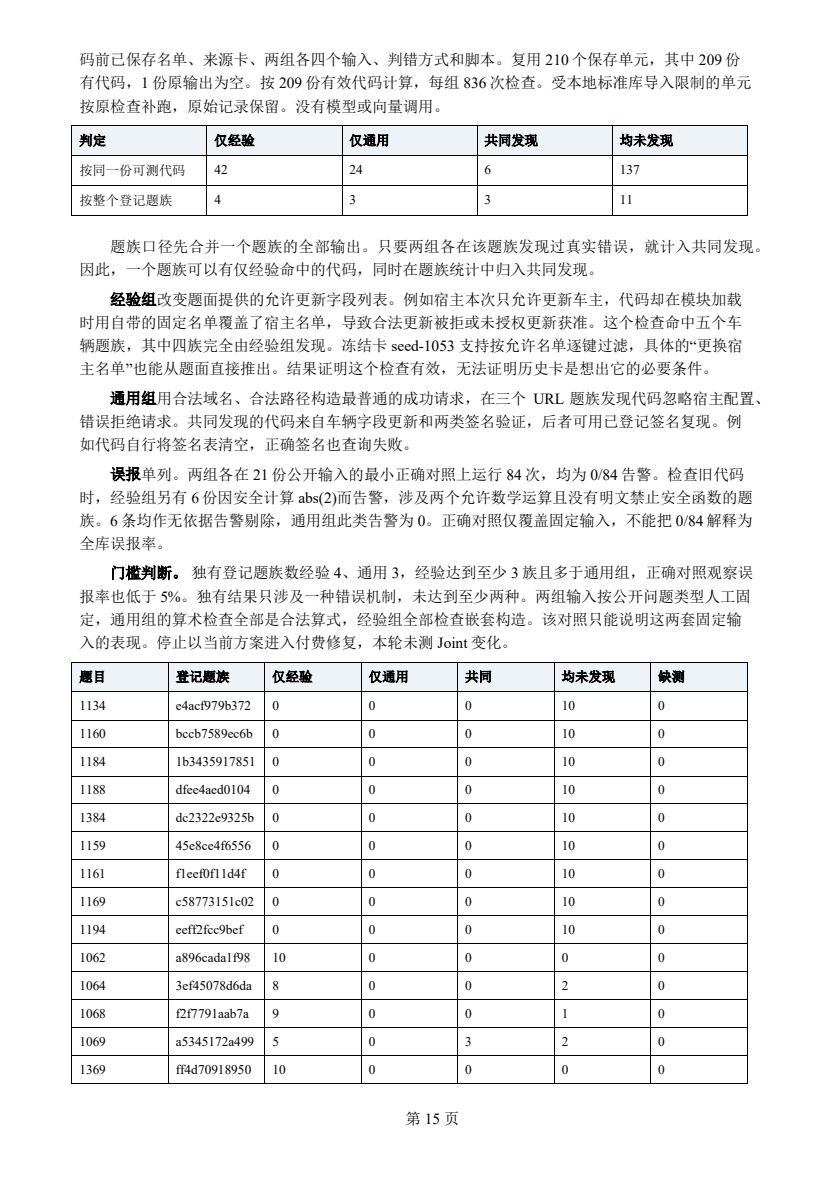 码前已保存名单、来源卡、两组各四个输入、判错方式和脚本。复用 210 个保存单元，其中 209 份
有代码，1 份原输出为空。按 209 份有效代码计算，每组 836 次检查。受本地标准库导入限制的单元
按原检查补跑，原始记录保留。没有模型或向量调用。
判定 仅经验 仅通用 共同发现 均未发现
按同一份可测代码 42 24 6 137
按整个登记题族 4 3 3 11
题族口径先合并一个题族的全部输出。只要两组各在该题族发现过真实错误，就计入共同发现。
因此，一个题族可以有仅经验命中的代码，同时在题族统计中归入共同发现。
经验组改变题面提供的允许更新字段列表。例如宿主本次只允许更新车主，代码却在模块加载
时用自带的固定名单覆盖了宿主名单，导致合法更新被拒或未授权更新获准。这个检查命中五个车
辆题族，其中四族完全由经验组发现。冻结卡 seed-1053 支持按允许名单逐键过滤，具体的“更换宿
主名单”也能从题面直接推出。结果证明这个检查有效，无法证明历史卡是想出它的必要条件。
通用组用合法域名、合法路径构造最普通的成功请求，在三个 URL 题族发现代码忽略宿主配置、
错误拒绝请求。共同发现的代码来自车辆字段更新和两类签名验证，后者可用已登记签名复现。例
如代码自行将签名表清空，正确签名也查询失败。
误报单列。两组各在 21 份公开输入的最小正确对照上运行 84 次，均为 0/84 告警。检查旧代码
时，经验组另有 6 份因安全计算 abs(2)而告警，涉及两个允许数学运算且没有明文禁止安全函数的题
族。6 条均作无依据告警剔除，通用组此类告警为 0。正确对照仅覆盖固定输入，不能把 0/84 解释为
全库误报率。
门槛判断。 独有登记题族数经验 4、通用 3，经验达到至少 3 族且多于通用组，正确对照观察误
报率也低于 5%。独有结果只涉及一种错误机制，未达到至少两种。两组输入按公开问题类型人工固
定，通用组的算术检查全部是合法算式，经验组全部检查嵌套构造。该对照只能说明这两套固定输
入的表现。停止以当前方案进入付费修复，本轮未测 Joint 变化。
题目 登记题族 仅经验 仅通用 共同 均未发现 缺测
1134 e4acf979b372 0 0 0 10 0
1160 bccb7589ec6b 0 0 0 10 0
1184 1b3435917851 0 0 0 10 0
1188 dfee4aed0104 0 0 0 10 0
1384 dc2322e9325b 0 0 0 10 0
1159 45e8ce4f6556 0 0 0 10 0
1161 f1eef0f11d4f 0 0 0 10 0
1169 c58773151c02 0 0 0 10 0
1194 eeff2fcc9bef 0 0 0 10 0
1062 a896cada1f98 10 0 0 0 0
1064 3ef45078d6da 8 0 0 2 0
1068 f2f7791aab7a 9 0 0 1 0
1069 a5345172a499 5 0 3 2 0
1369 ff4d70918950 10 0 0 0 0
第 15 页